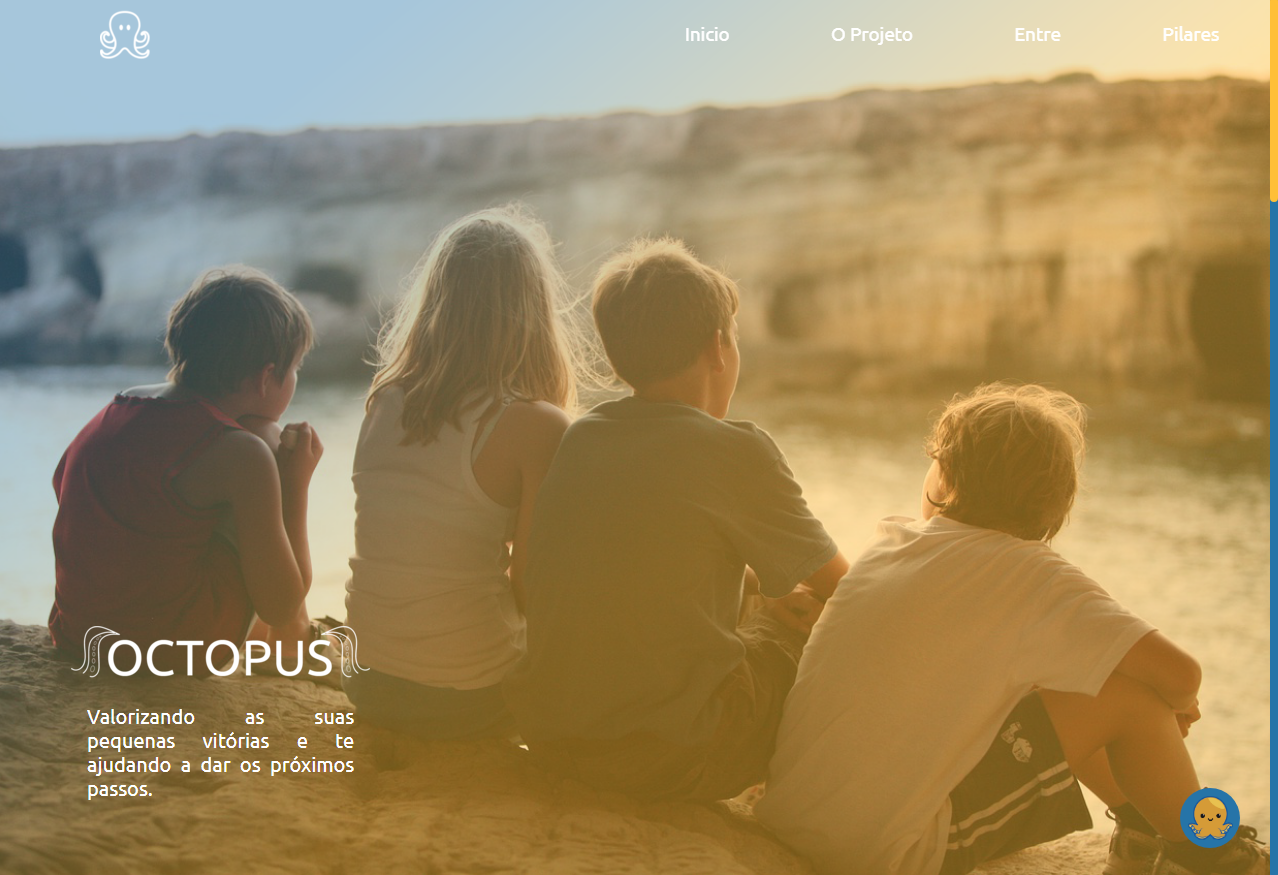 Inicio
O Projeto
Entre
Pilares
OCTOPUS
Valorizando as suas
pequenas vitórias e te
ajudando a dar os próximos
passos.